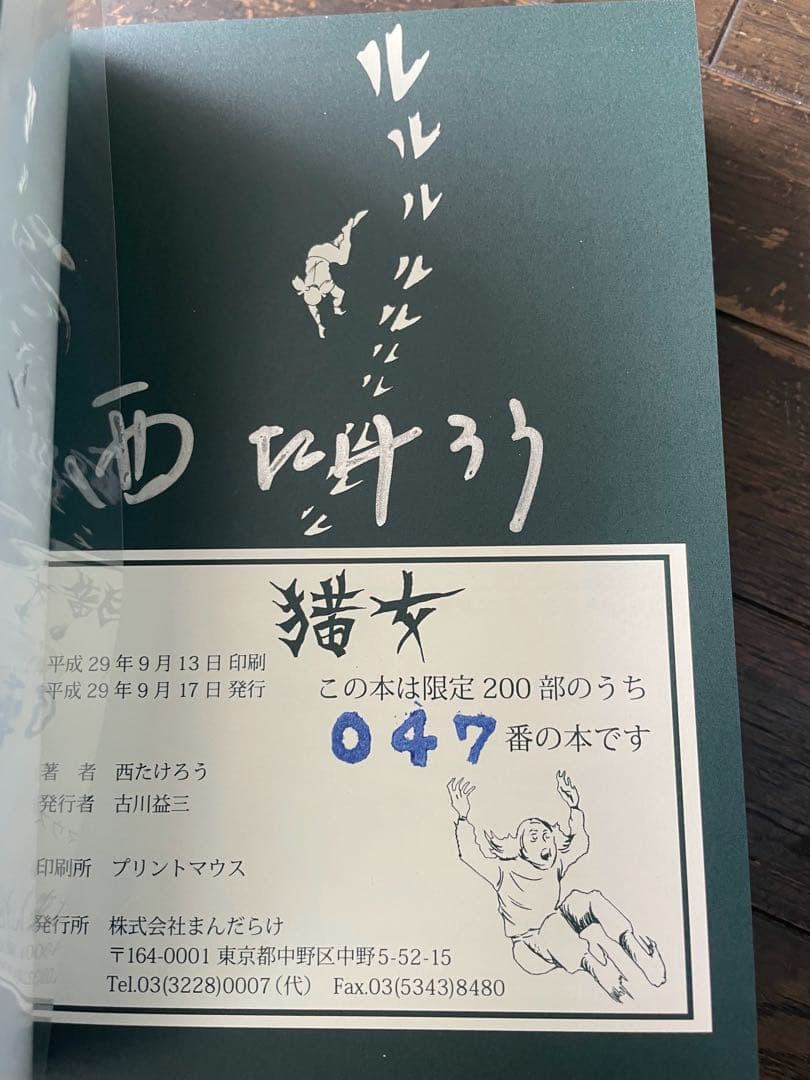 ルルルルルルル
西たけろう
猫女
平成29年9月13日 印刷
平成29年9月17日 発行
この本は限定200部のうち
047番の本です
著 者 西たけろう
発行者 古川益三
印刷所 プリントマウス
発行所 株式会社まんだらけ
〒164-0001 東京都中野区中野5-52-15
Tel.03(3228)0007（代） Fax.03(5343)8480